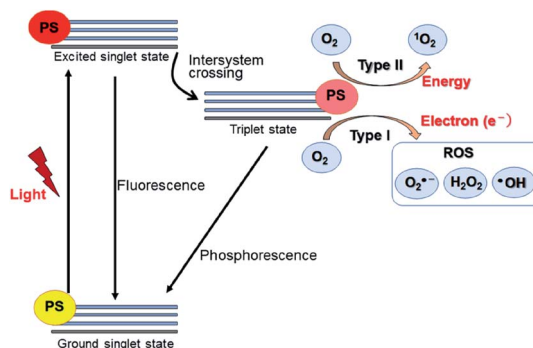 PS
Excited singlet state
Intersystem
crossing
O₂
¹O₂
Type II
Energy
PS
Triplet state
Electron (e⁻)
Type I
O₂
ROS
O₂•⁻
H₂O₂
•OH
Light
Fluorescence
Phosphorescence
PS
Ground singlet state